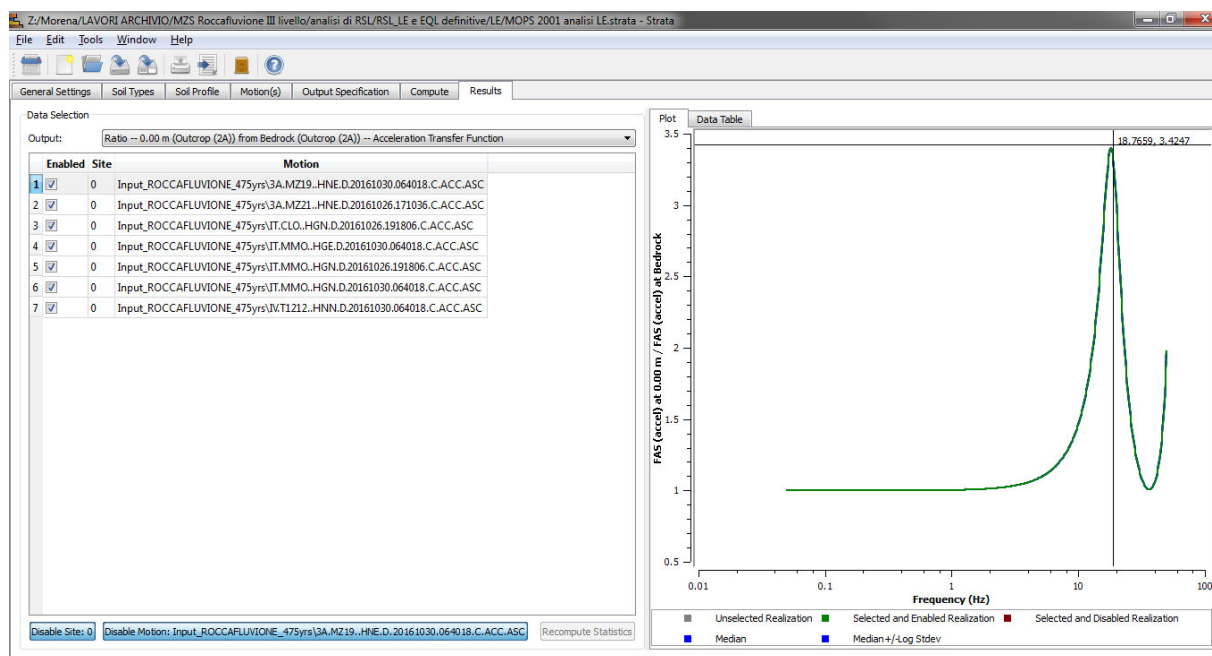 Z:/Morena/LAVORI ARCHIVIO/MZS Roccafluvione III livello/analisi di RSL/RSL_LE e EQL definitive/LE/MOPS 2001 analisi LE.strata - Strata
File Edit Tools Window Help
General Settings Soil Types Soil Profile Motion(s) Output Specification Compute Results
Data Selection
Output: Ratio -- 0.00 m (Outcrop (2A)) from Bedrock (Outcrop (2A)) -- Acceleration Transfer Function
Enabled Site Motion
1 0 Input_ROCCAFLUVIONE_475yrs\3A.MZ19..HNE.D.20161030.064018.C.ACC.ASC
2 0 Input_ROCCAFLUVIONE_475yrs\3A.MZ21..HNE.D.20161026.171036.C.ACC.ASC
3 0 Input_ROCCAFLUVIONE_475yrs\IT.CLO..HGN.D.20161026.191806.C.ACC.ASC
4 0 Input_ROCCAFLUVIONE_475yrs\IT.MMO..HGE.D.20161030.064018.C.ACC.ASC
5 0 Input_ROCCAFLUVIONE_475yrs\IT.MMO..HGN.D.20161026.191806.C.ACC.ASC
6 0 Input_ROCCAFLUVIONE_475yrs\IT.MMO..HGN.D.20161030.064018.C.ACC.ASC
7 0 Input_ROCCAFLUVIONE_475yrs\IV.T1212..HNN.D.20161030.064018.C.ACC.ASC
Disable Site: 0 Disable Motion: Input_ROCCAFLUVIONE_475yrs\3A.MZ19..HNE.D.20161030.064018.C.ACC.ASC Recompute Statistics
Plot Data Table
18.7659, 3.4247
3.5
3
2.5
2
1.5
1
0.5
FAS (accel) at 0.00 m / FAS (accel) at Bedrock
0.01 0.1 1 10 100
Frequency (Hz)
Unselected Realization Selected and Enabled Realization Selected and Disabled Realization
Median Median+/-Log Stdev